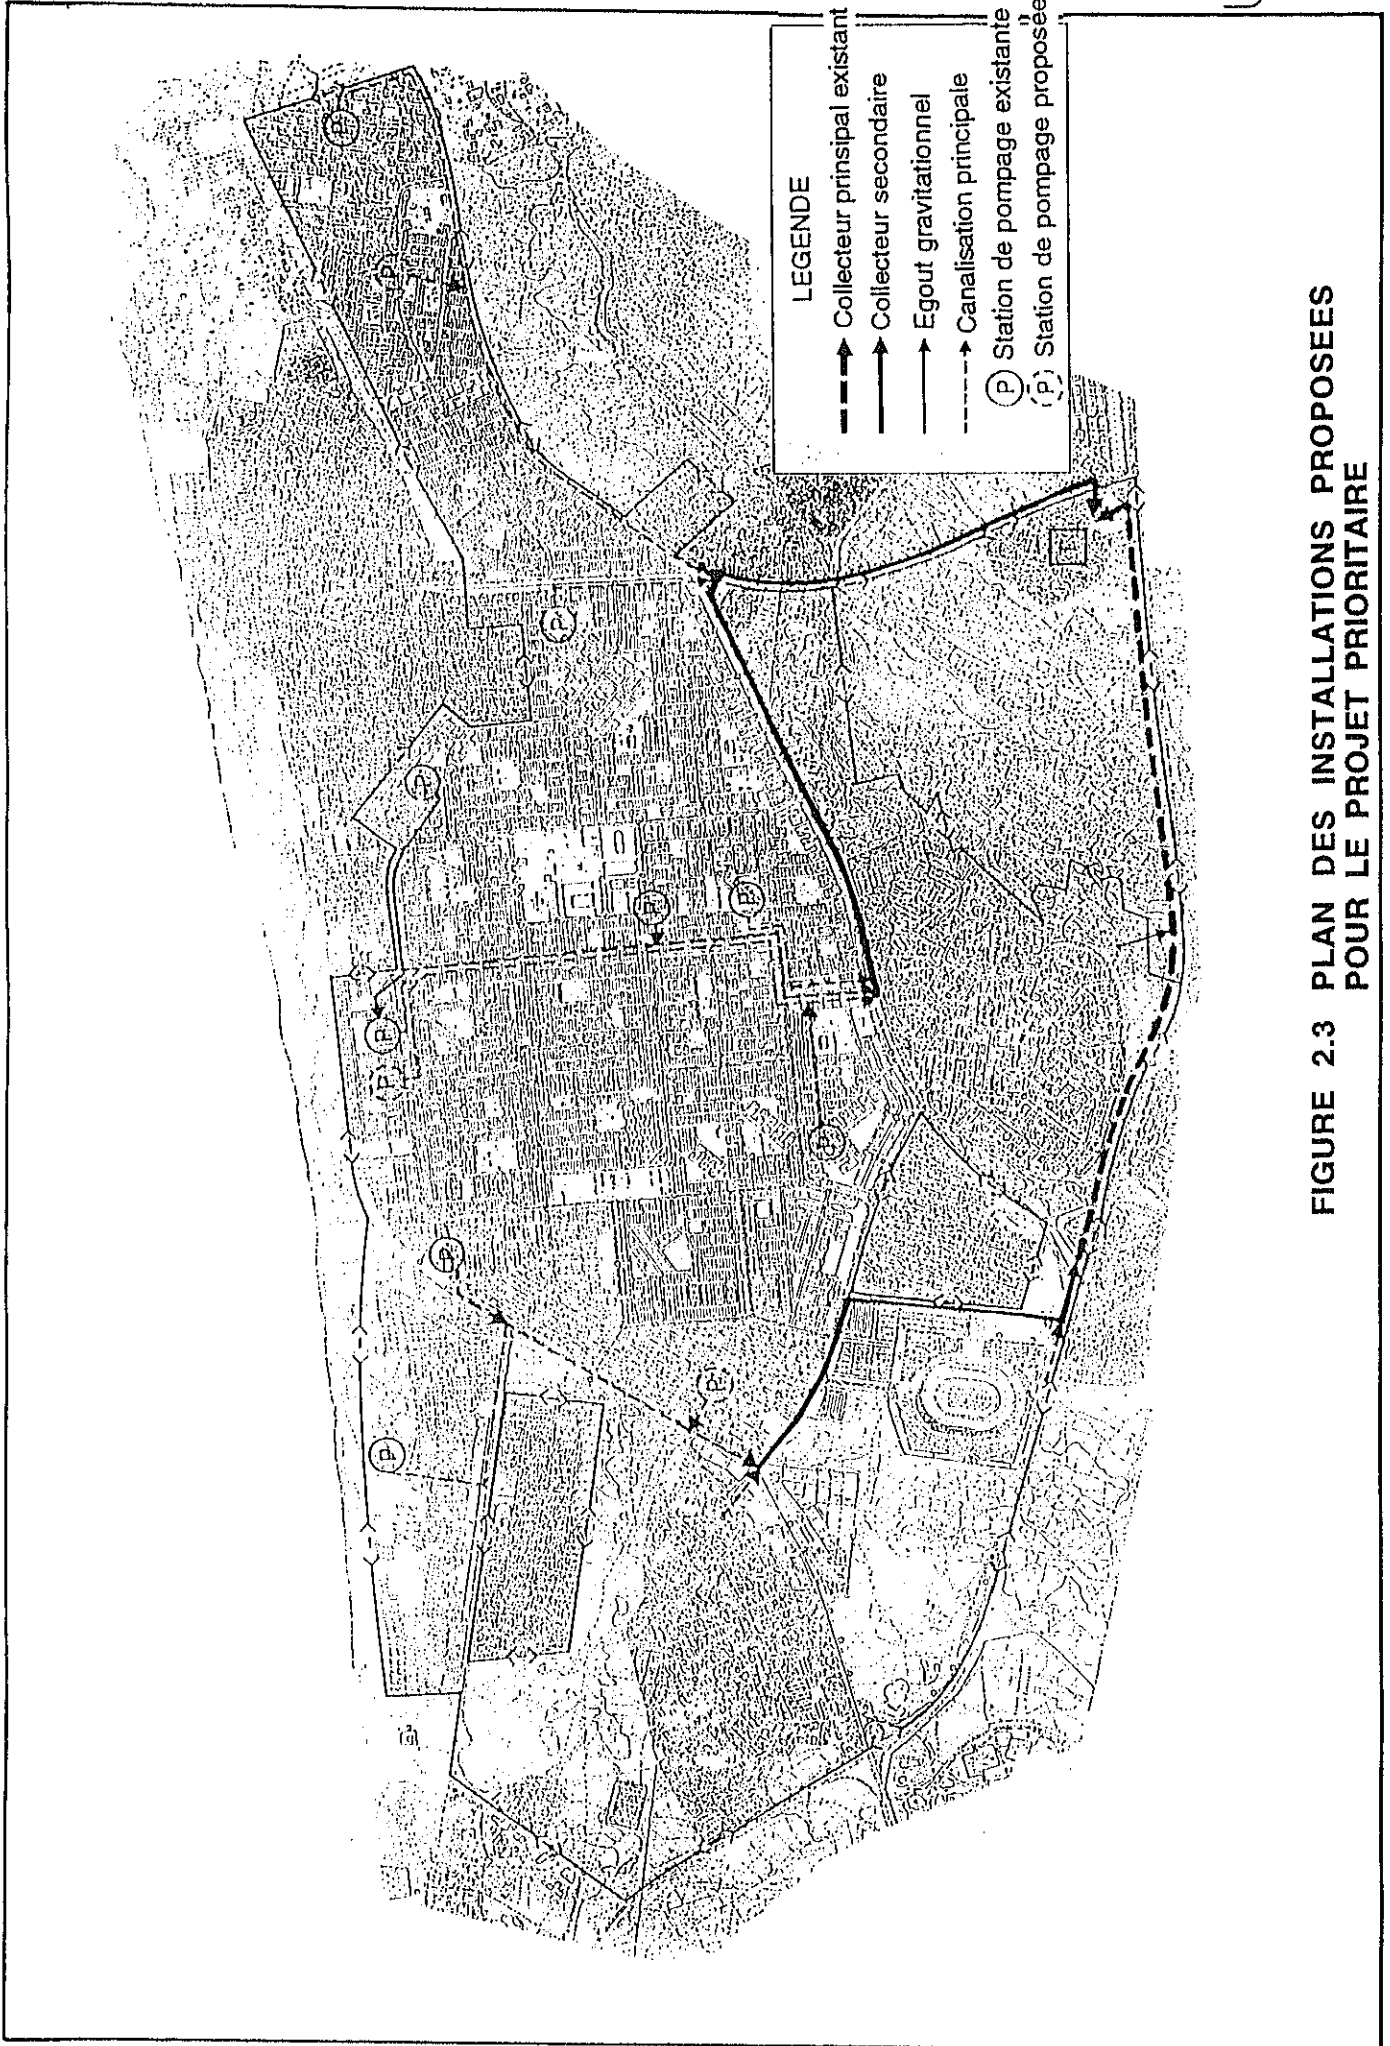 LEGENDE
Collecteur prinsipal existant
Collecteur secondaire
Egout gravitationnel
Canalisation principale
P Station de pompage existante
P Station de pompage proposée
P
P
P
P
P
P
P
P
P
P
P
P
P
T
FIGURE 2.3 PLAN DES INSTALLATIONS PROPOSEES
POUR LE PROJET PRIORITAIRE